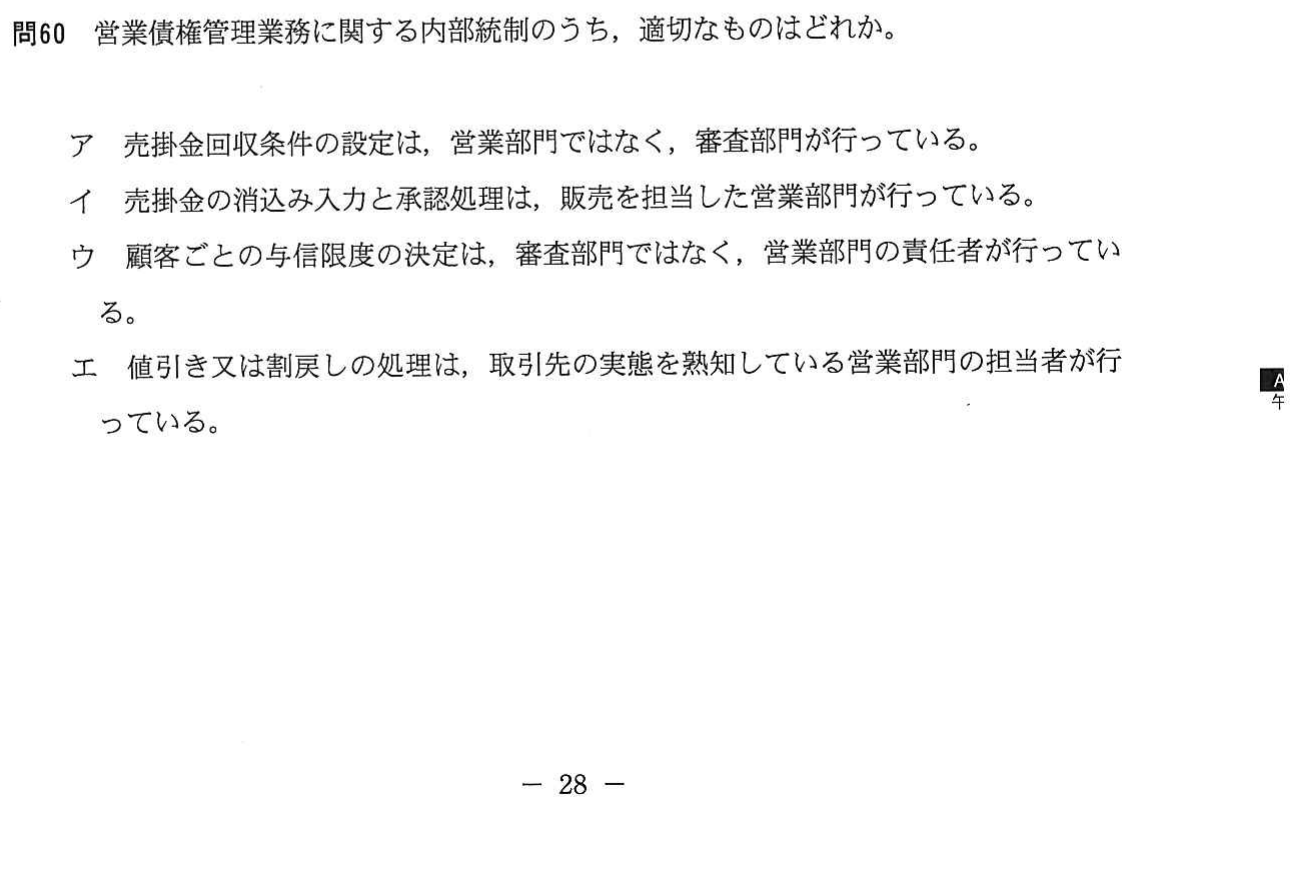 問60　営業債権管理業務に関する内部統制のうち，適切なものはどれか。
ア　売掛金回収条件の設定は，営業部門ではなく，審査部門が行っている。
イ　売掛金の消込み入力と承認処理は，販売を担当した営業部門が行っている。
ウ　顧客ごとの与信限度の決定は，審査部門ではなく，営業部門の責任者が行ってい
る。
エ　値引き又は割戻しの処理は，取引先の実態を熟知している営業部門の担当者が行
っている。
A
午
－ 28 －